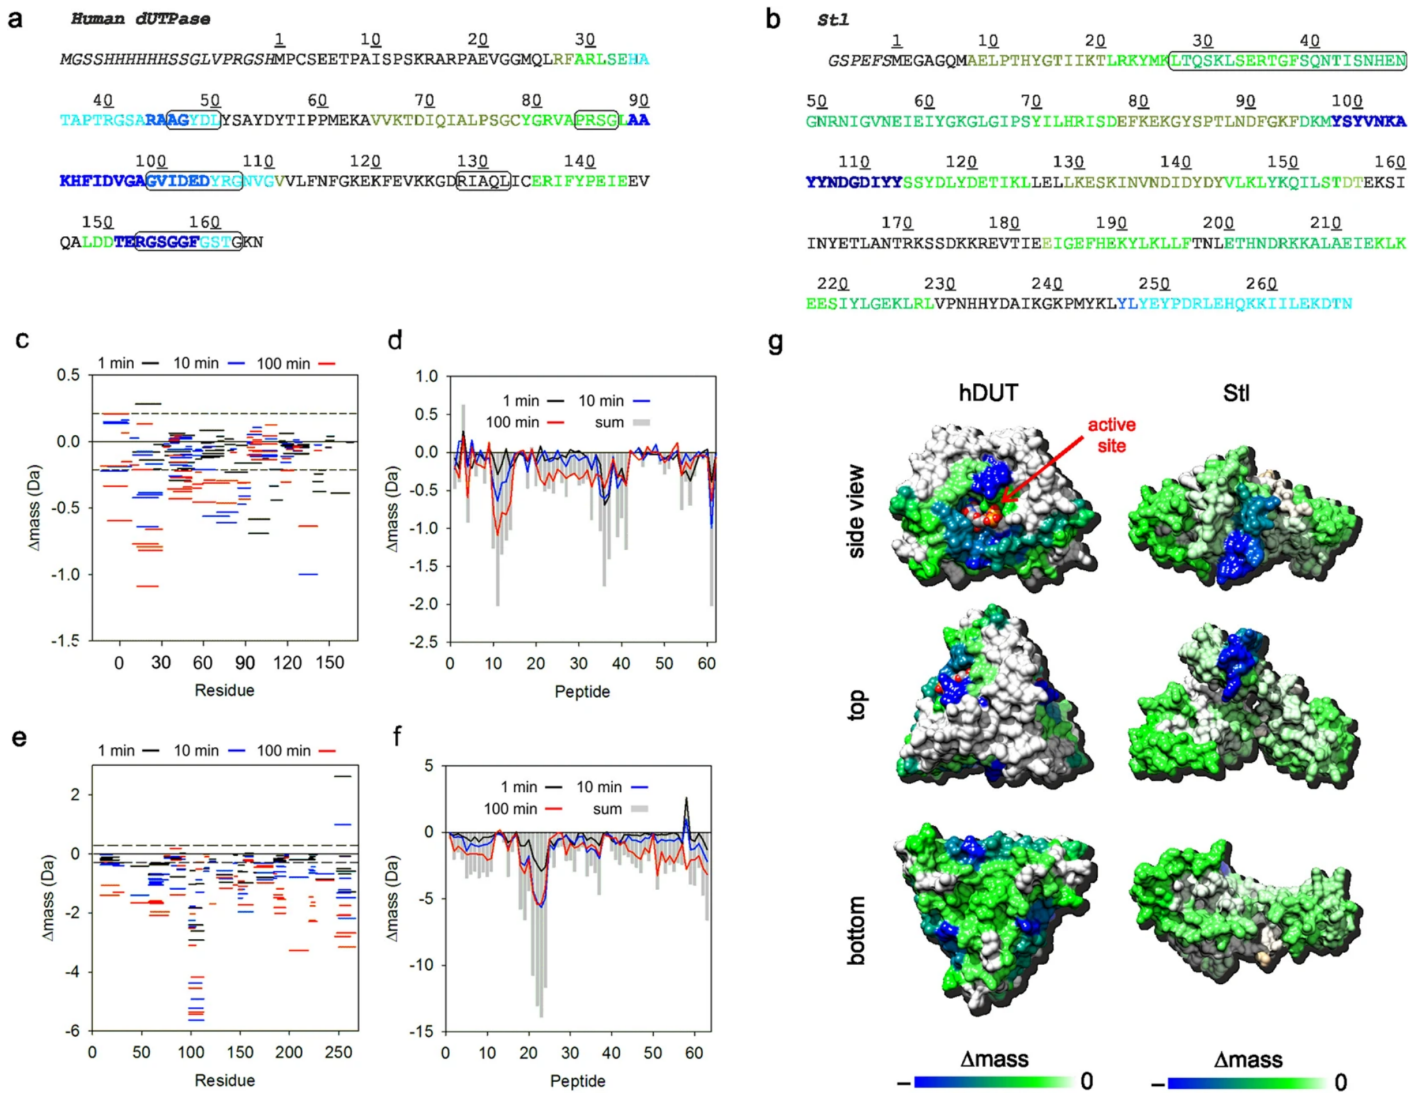 a
Human dUTPase
1 10 20 30
MGSSHHHHHHSSGLVPRGSHMPCSEETPAISPSKRARPAEVGGMQLRFARLSEHA
40 50 60 70 80 90
TAPTRGSARAAGYDLYSAYDYTIPPMEKAVVKTDIQIALPSGCYGRVAPRSGLAA
100 110 120 130 140
KHFIDVGAGVIDEDYRGNVGVVLFNFGKEKFEVKKGDRIAQLICERIFYPEIEEV
150 160
QALDDTERGSGGFGSTGKN
b
Stl
1 10 20 30 40
GSPEFSMEGAGQMAELPTHYGTIIKTLRKYMKLTQSKLSERTGFSQNTISNHEN
50 60 70 80 90 100
GNRNIGVNEIEIYGKGLGIPSYILHRISDEFKEKGYSPTLNDFGKFDKMYSYVNKA
110 120 130 140 150 160
YYNDGDIYYSSYDLYDETIKLLELLKESKINVNDIDYDYVLKLYKQILSTDTEKSI
170 180 190 200 210
INYETLANTRKSSDKKREVTIEEIGEFHEKYLKLLFTNLETHNDRKKALAEIEKLK
220 230 240 250 260
EESIYLGEKLRLVPNHHYDAIKGKPMYKLYLYEYPDRLEHQKKIILEKDTN
c
1 min 10 min 100 min
0.5
0.0
-0.5
-1.0
-1.5
Δmass (Da)
0 30 60 90 120 150
Residue
d
1 min 10 min
100 min sum
1.0
0.5
0.0
-0.5
-1.0
-1.5
-2.0
-2.5
Δmass (Da)
0 10 20 30 40 50 60
Peptide
e
1 min 10 min 100 min
2
0
-2
-4
-6
Δmass (Da)
0 50 100 150 200 250
Residue
f
1 min 10 min
100 min sum
5
0
-5
-10
-15
Δmass (Da)
0 10 20 30 40 50 60
Peptide
g
hDUT Stl
active
site
side view
top
bottom
Δmass Δmass
– 0 – 0